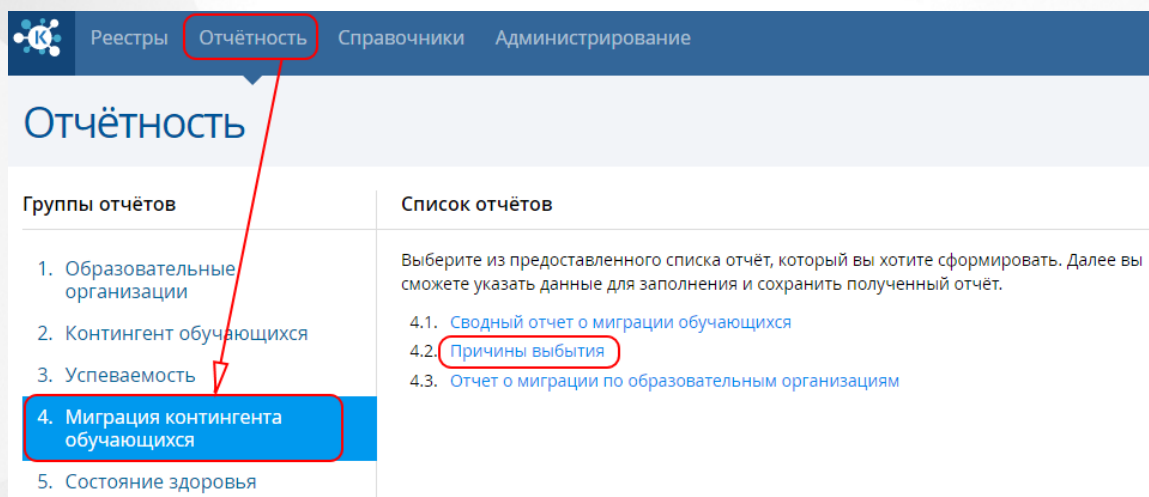 К Реестры Отчётность Справочники Администрирование
Отчётность
Группы отчётов
1. Образовательные
организации
2. Контингент обучающихся
3. Успеваемость
4. Миграция контингента
обучающихся
5. Состояние здоровья
Список отчётов
Выберите из предоставленного списка отчёт, который вы хотите сформировать. Далее вы
сможете указать данные для заполнения и сохранить полученный отчёт.
4.1. Сводный отчет о миграции обучающихся
4.2. Причины выбытия
4.3. Отчет о миграции по образовательным организациям